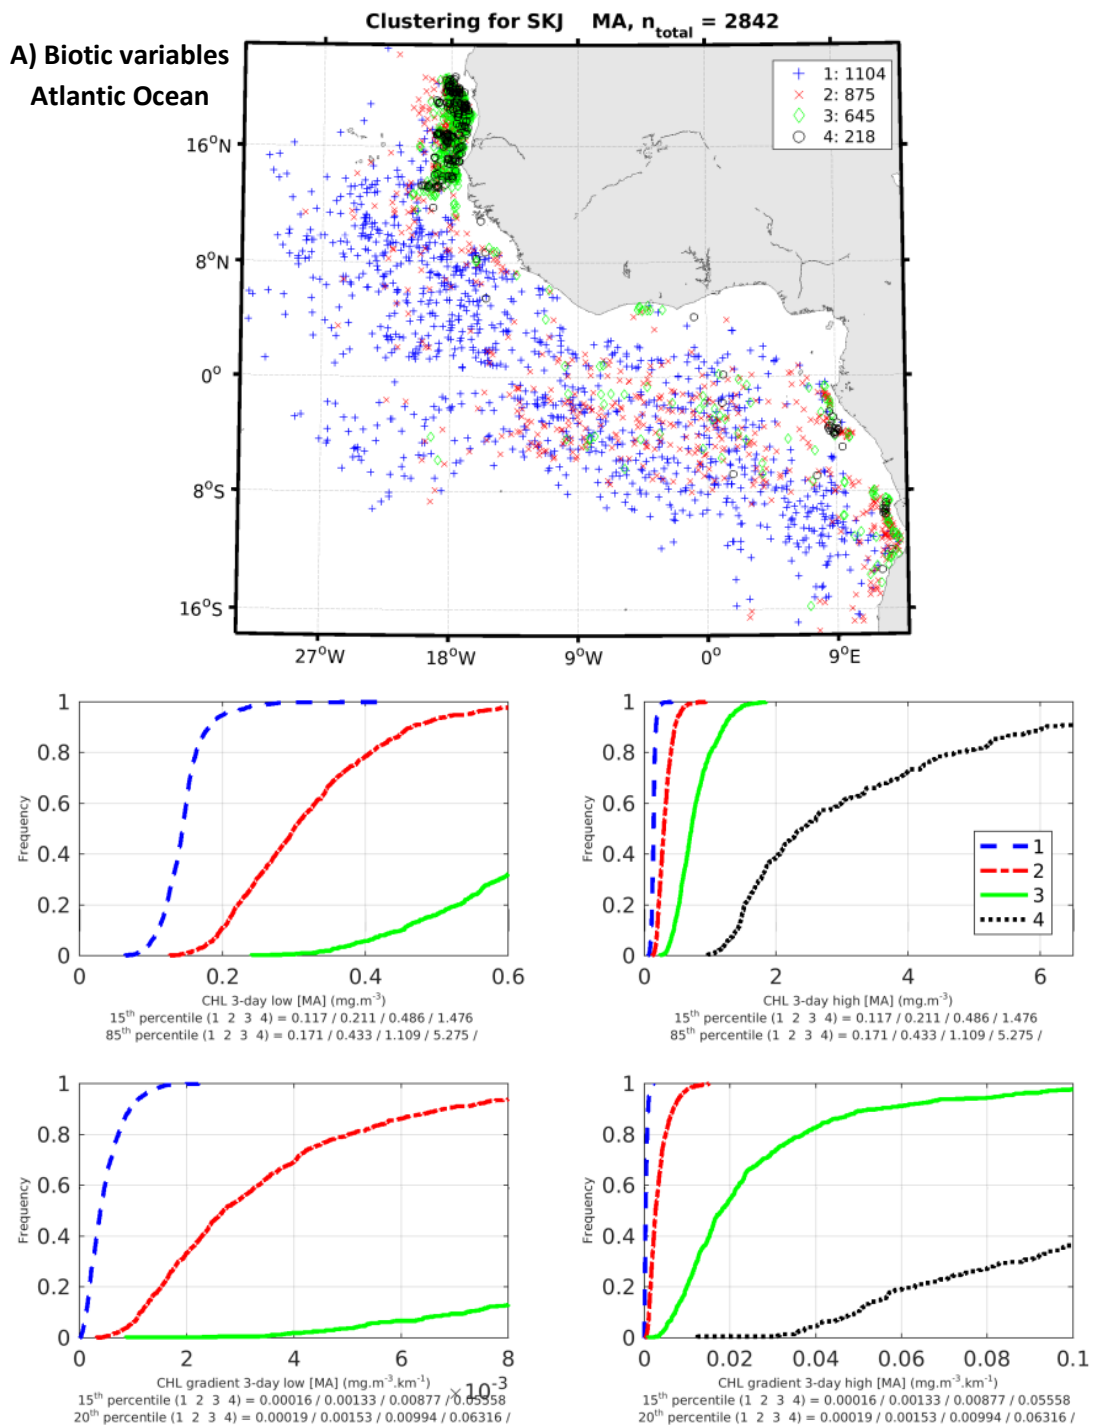 Clustering for SKJ MA, n_total = 2842
A) Biotic variables
Atlantic Ocean
1: 1104
2: 875
3: 645
4: 218
16°N
8°N
0°
8°S
16°S
27°W 18°W 9°W 0° 9°E
1
0.8
0.6
0.4
0.2
0
Frequency
0 0.2 0.4 0.6
CHL 3-day low [MA] (mg.m⁻³)
15th percentile (1 2 3 4) = 0.117 / 0.211 / 0.486 / 1.476
85th percentile (1 2 3 4) = 0.171 / 0.433 / 1.109 / 5.275 /
1
0.8
0.6
0.4
0.2
0
Frequency
1
2
3
4
0 2 4 6
CHL 3-day high [MA] (mg.m⁻³)
15th percentile (1 2 3 4) = 0.117 / 0.211 / 0.486 / 1.476
85th percentile (1 2 3 4) = 0.171 / 0.433 / 1.109 / 5.275 /
1
0.8
0.6
0.4
0.2
0
Frequency
0 2 4 6 8
×10⁻³
CHL gradient 3-day low [MA] (mg.m⁻³.km⁻¹)
15th percentile (1 2 3 4) = 0.00016 / 0.00133 / 0.00877 / 0.05558
20th percentile (1 2 3 4) = 0.00019 / 0.00153 / 0.00994 / 0.06316 /
1
0.8
0.6
0.4
0.2
0
Frequency
0 0.02 0.04 0.06 0.08 0.1
CHL gradient 3-day high [MA] (mg.m⁻³.km⁻¹)
15th percentile (1 2 3 4) = 0.00016 / 0.00133 / 0.00877 / 0.05558
20th percentile (1 2 3 4) = 0.00019 / 0.00153 / 0.00994 / 0.06316 /